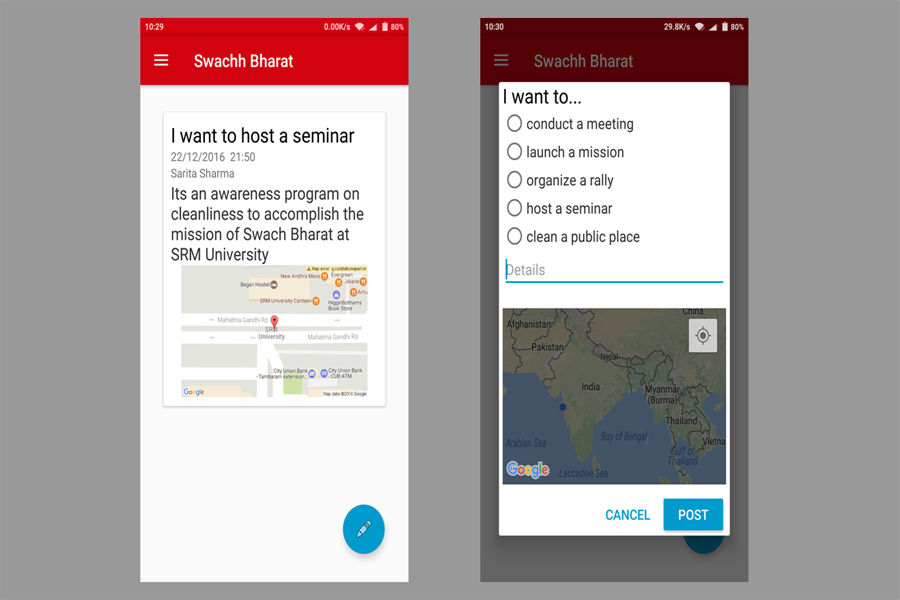 10:29
0.00K/s
80%
Swachh Bharat
I want to host a seminar
22/12/2016 21:50
Sarita Sharma
Its an awareness program on
cleanliness to accomplish the
mission of Swach Bharat at
SRM University
New Andhra Mess
Evergreen
Began Hostel
Jikane
Amu
SRM University Canteen
Higginbothams
Book Store
Mahatma Gandhi Rd
SRM
University
Mahatma Gandhi Rd
City Union Bank
- Tambaram extension...
City Union Bank
- CUB ATM
Google
Map data ©2016 Google
10:30
29.8K/s
80%
Swachh Bharat
I want to...
conduct a meeting
launch a mission
organize a rally
host a seminar
clean a public place
Details
China
Afghanistan
Pakistan
Nepal
India
Myanmar
(Burma)
Thailand
Vietna
Bay of Bengal
Arabian Sea
Gulf of
Thailand
Laccadive Sea
Google
CANCEL
POST